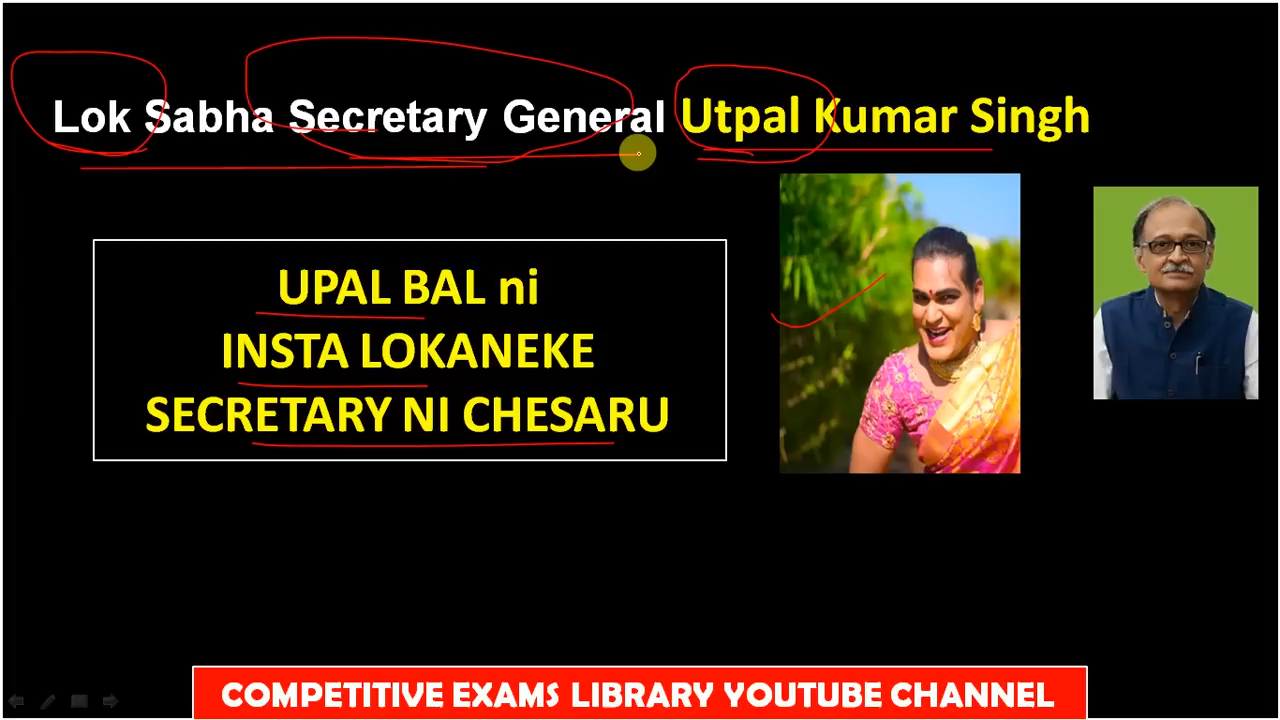 Lok Sabha Secretary General Utpal Kumar Singh
UPAL BAL ni
INSTA LOKANEKE
SECRETARY NI CHESARU
COMPETITIVE EXAMS LIBRARY YOUTUBE CHANNEL